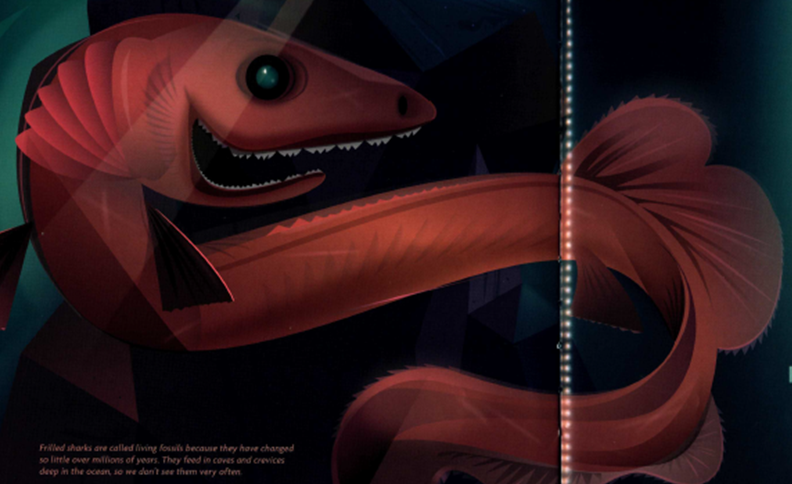 Frilled sharks are called living fossils because they have changed
so little over millions of years. They feed in caves and crevices
deep in the ocean, so we don't see them very often.